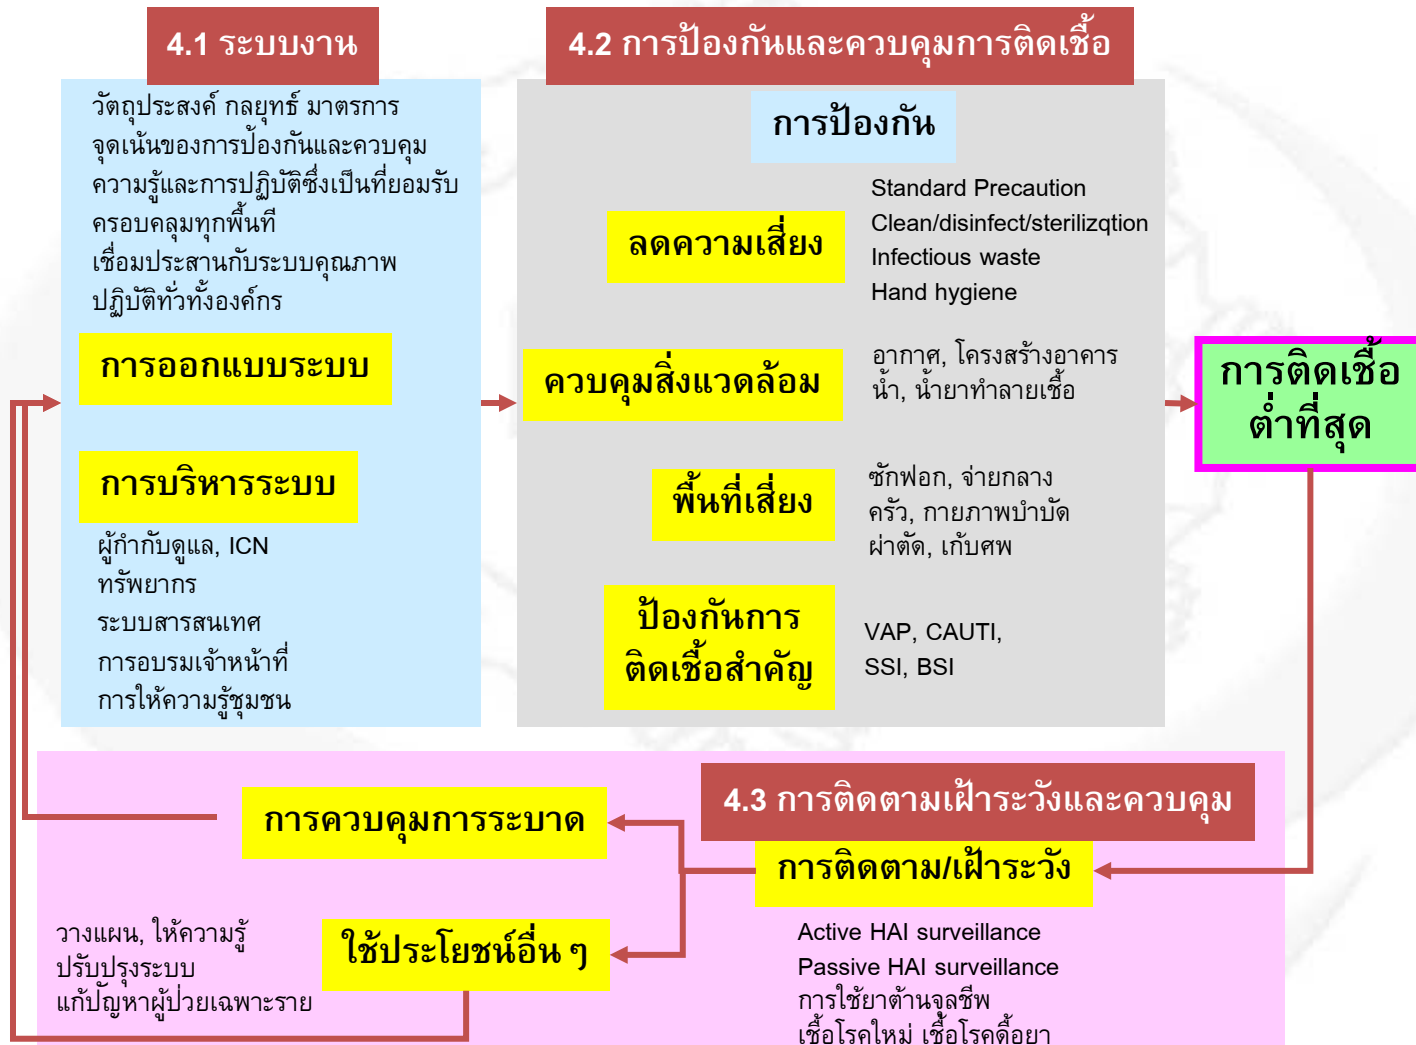 4.1 ระบบงาน
วัตถุประสงค์ กลยุทธ์ มาตรการ
จุดเน้นของการป้องกันและควบคุม
ความรู้และการปฏิบัติซึ่งเป็นที่ยอมรับ
ครอบคลุมทุกพื้นที่
เชื่อมประสานกับระบบคุณภาพ
ปฏิบัติทั่วทั้งองค์กร
การออกแบบระบบ
การบริหารระบบ
ผู้กำกับดูแล, ICN
ทรัพยากร
ระบบสารสนเทศ
การอบรมเจ้าหน้าที่
การให้ความรู้ชุมชน
4.2 การป้องกันและควบคุมการติดเชื้อ
การป้องกัน
ลดความเสี่ยง
Standard Precaution
Clean/disinfect/sterilizqtion
Infectious waste
Hand hygiene
ควบคุมสิ่งแวดล้อม
อากาศ, โครงสร้างอาคาร
น้ำ, น้ำยาทำลายเชื้อ
พื้นที่เสี่ยง
ซักฟอก, จ่ายกลาง
ครัว, กายภาพบำบัด
ผ่าตัด, เก็บศพ
ป้องกันการ
ติดเชื้อสำคัญ
VAP, CAUTI,
SSI, BSI
การติดเชื้อ
ต่ำที่สุด
4.3 การติดตามเฝ้าระวังและควบคุม
การติดตาม/เฝ้าระวัง
Active HAI surveillance
Passive HAI surveillance
การใช้ยาต้านจุลชีพ
เชื้อโรคใหม่ เชื้อโรคดื้อยา
การควบคุมการระบาด
ใช้ประโยชน์อื่น ๆ
วางแผน, ให้ความรู้
ปรับปรุงระบบ
แก้ปัญหาผู้ป่วยเฉพาะราย